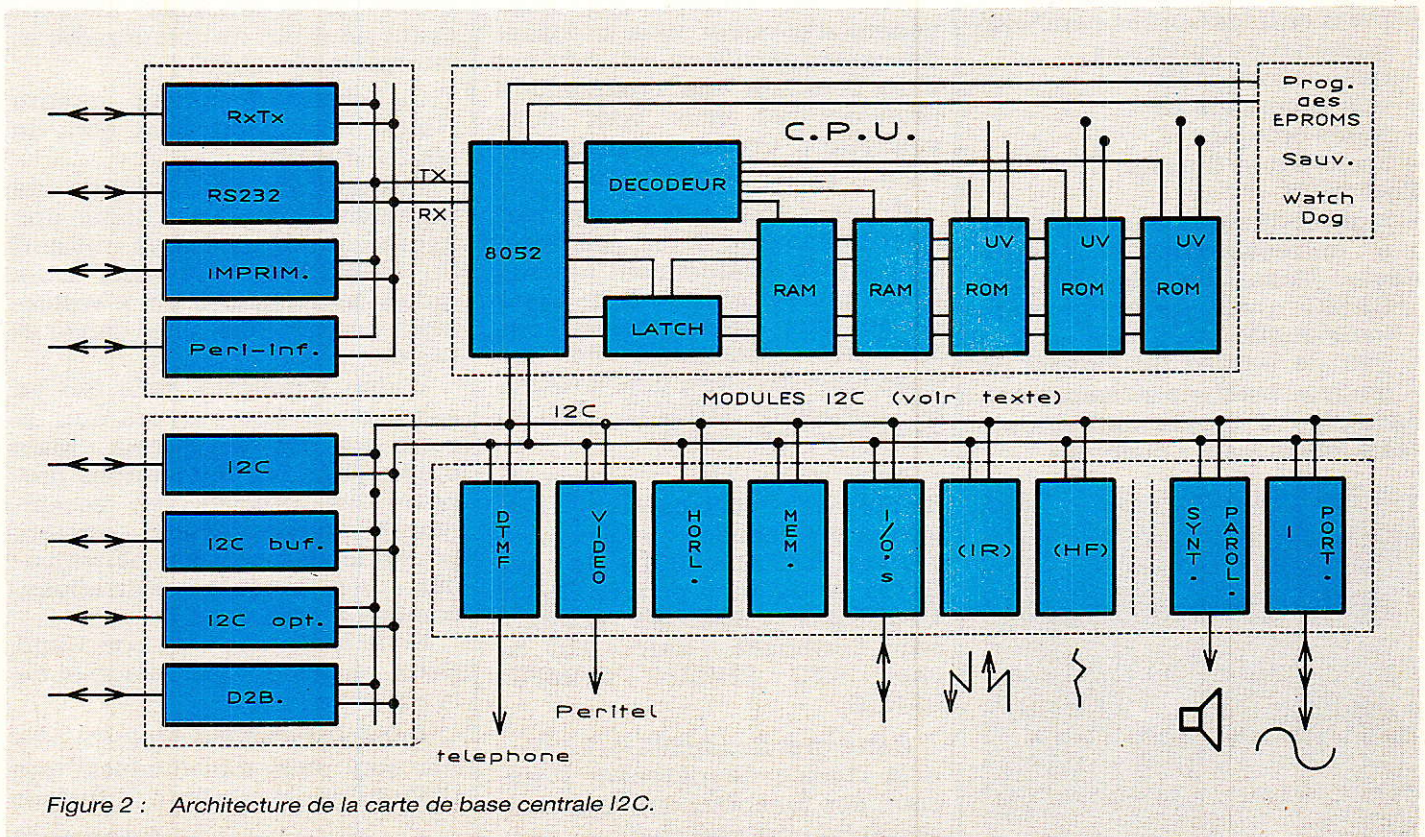 RxTx
RS232
IMPRIM.
Peri-inf.
TX
RX
C.P.U.
8052
DECODEUR
LATCH
RAM
RAM
UV
ROM
UV
ROM
UV
ROM
Prog.
des
EPROMS
Sauv.
Watch
Dog
MODULES I2C (voir texte)
I2C
I2C
I2C buf.
I2C opt.
D2B.
DTMF
VIDEO
HORL.
MEM.
I/O's
(IR)
(HF)
SYNT.
PAROL.
I
PORT.
telephone
Peritel
Figure 2 : Architecture de la carte de base centrale I2C.